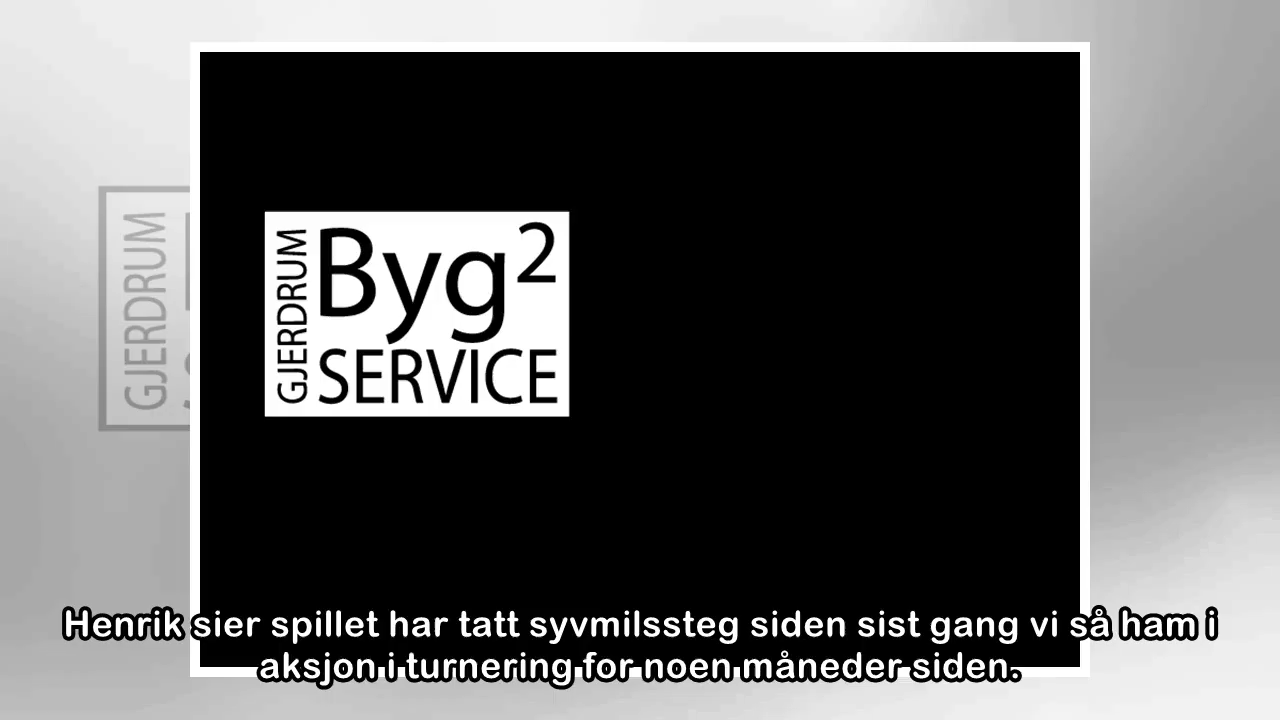 GJERDRUM
GJERDRUM
Byg²
SERVICE
Henrik sier spillet har tatt syvmilssteg siden sist gang vi så ham i
aksjon i turnering for noen måneder siden.